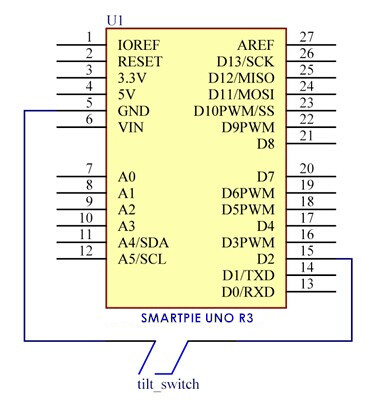 U1
1 IOREF AREF 27
2 RESET D13/SCK 26
3 3.3V D12/MISO 25
4 5V D11/MOSI 24
5 GND D10PWM/SS 23
6 VIN D9PWM 22
D8 21
7 A0 D7 20
8 A1 D6PWM 19
9 A2 D5PWM 18
10 A3 D4 17
11 A4/SDA D3PWM 16
12 A5/SCL D2 15
D1/TXD 14
D0/RXD 13
SMARTPIE UNO R3
tilt_switch